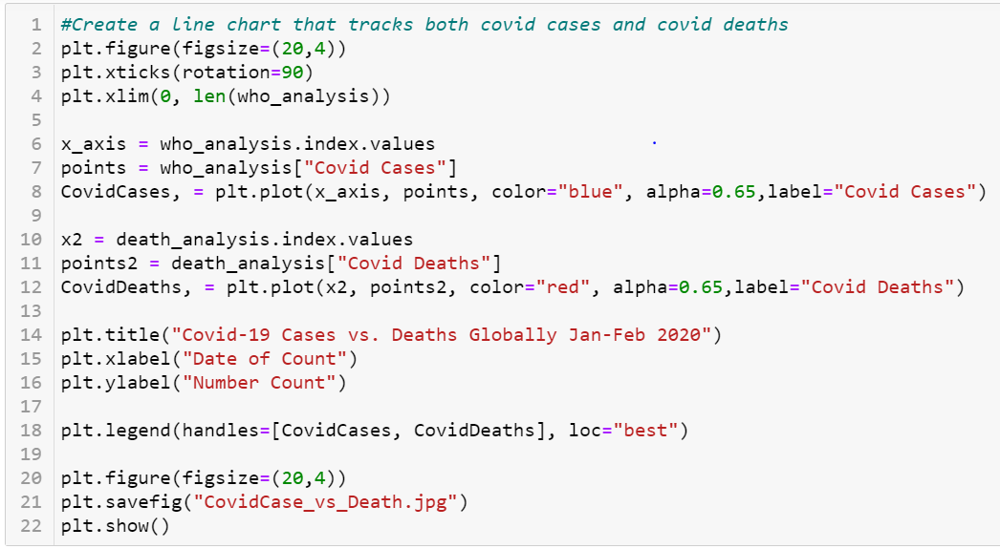 1 #Create a line chart that tracks both covid cases and covid deaths
2 plt.figure(figsize=(20,4))
3 plt.xticks(rotation=90)
4 plt.xlim(0, len(who_analysis))
5
6 x_axis = who_analysis.index.values
7 points = who_analysis["Covid Cases"]
8 CovidCases, = plt.plot(x_axis, points, color="blue", alpha=0.65,label="Covid Cases")
9
10 x2 = death_analysis.index.values
11 points2 = death_analysis["Covid Deaths"]
12 CovidDeaths, = plt.plot(x2, points2, color="red", alpha=0.65,label="Covid Deaths")
13
14 plt.title("Covid-19 Cases vs. Deaths Globally Jan-Feb 2020")
15 plt.xlabel("Date of Count")
16 plt.ylabel("Number Count")
17
18 plt.legend(handles=[CovidCases, CovidDeaths], loc="best")
19
20 plt.figure(figsize=(20,4))
21 plt.savefig("CovidCase_vs_Death.jpg")
22 plt.show()